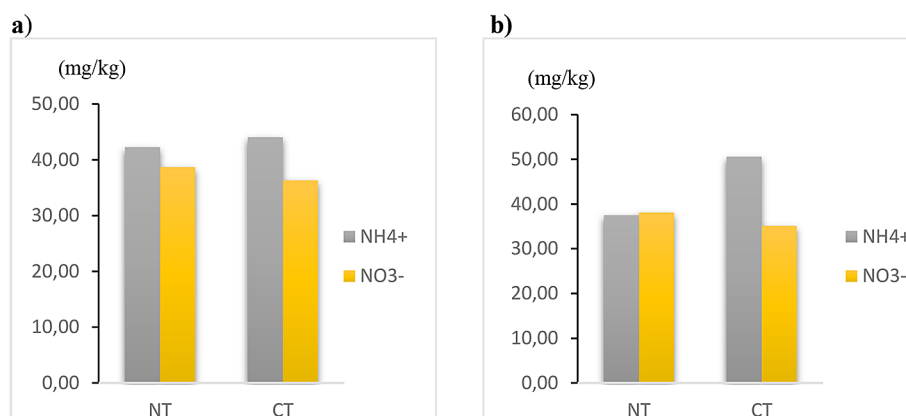 a)
(mg/kg)
50,00
40,00
30,00
20,00
10,00
0,00
NT CT
NH4+
NO3-
b)
(mg/kg)
60,00
50,00
40,00
30,00
20,00
10,00
0,00
NT CT
NH4+
NO3-